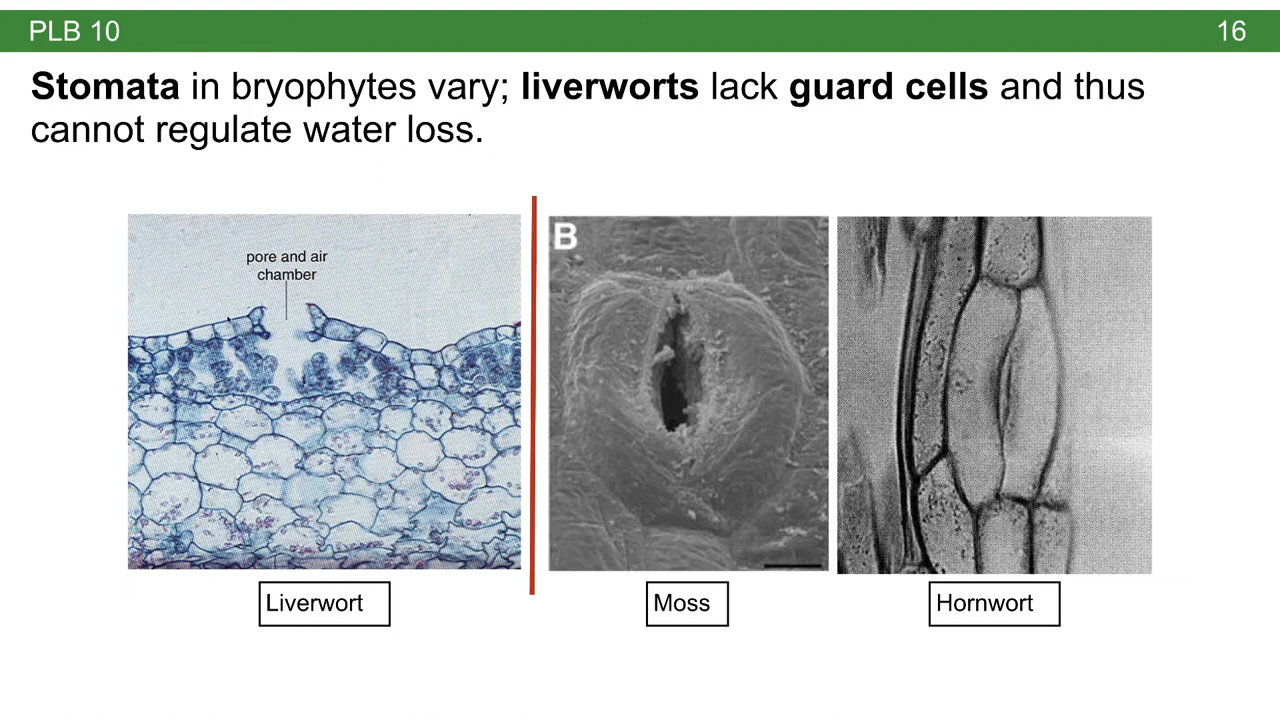 PLB 10
16
Stomata in bryophytes vary; liverworts lack guard cells and thus
cannot regulate water loss.
pore and air
chamber
B
Liverwort
Moss
Hornwort